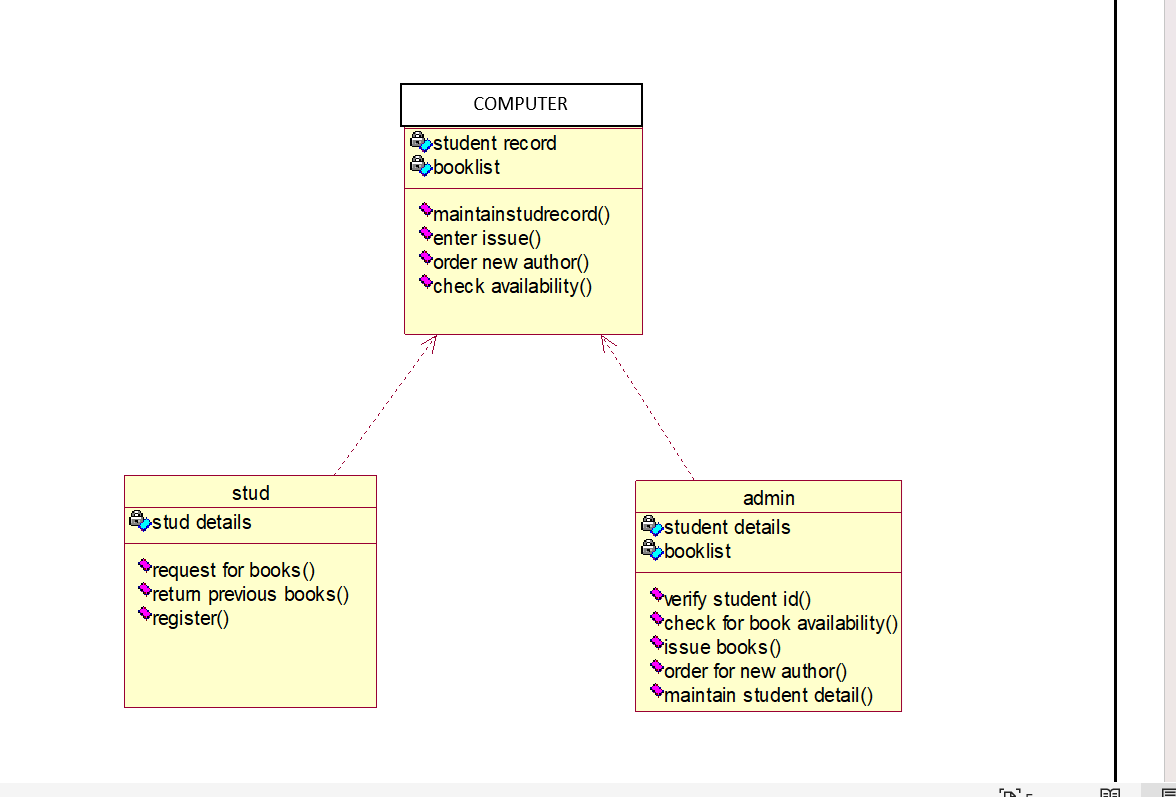 COMPUTER
student record
booklist
maintainstudrecord()
enter issue()
order new author()
check availability()
stud
stud details
request for books()
return previous books()
register()
admin
student details
booklist
verify student id()
check for book availability()
issue books()
order for new author()
maintain student detail()